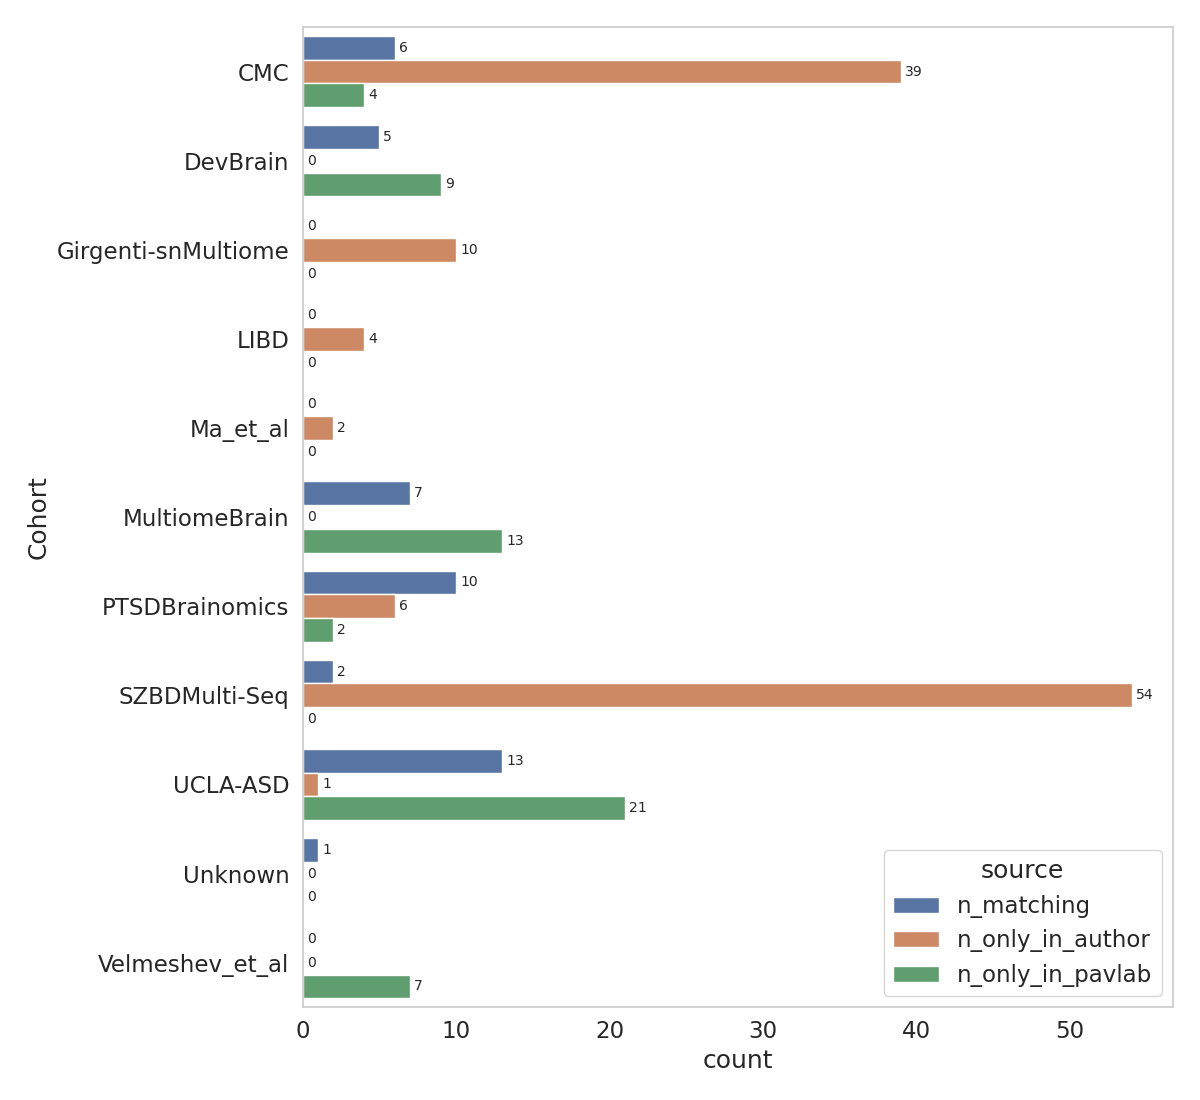 CMC
6
39
4
DevBrain
5
0
9
Girgenti-snMultiome
0
10
0
LIBD
0
4
0
Ma_et_al
0
2
0
MultiomeBrain
7
0
13
PTSDBrainomics
10
6
2
SZBDMulti-Seq
2
54
0
UCLA-ASD
13
1
21
Unknown
1
0
0
Velmeshev_et_al
0
0
7
Cohort
0 10 20 30 40 50
count
source
n_matching
n_only_in_author
n_only_in_pavlab